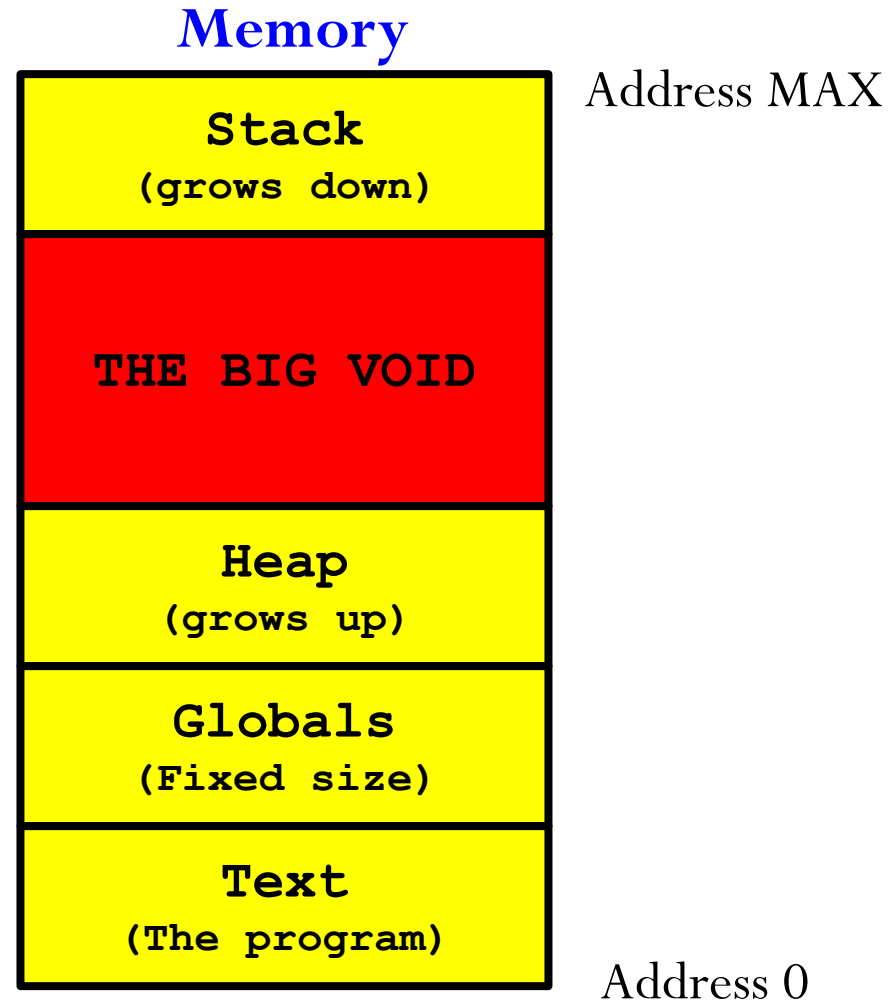 Memory
Address MAX
Stack
(grows down)
THE BIG VOID
Heap
(grows up)
Globals
(Fixed size)
Text
(The program)
Address 0